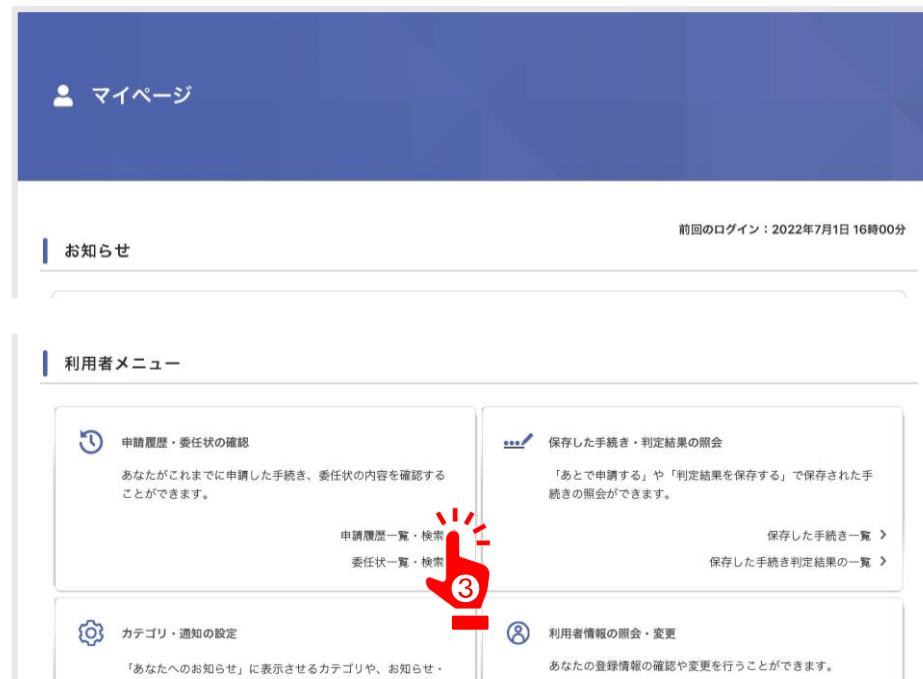 マイページ
前回のログイン：2022年7月1日 16時00分
お知らせ
利用者メニュー
申請履歴・委任状の確認
あなたがこれまでに申請した手続き、委任状の内容を確認する
ことができます。
申請履歴一覧・検索
委任状一覧・検索
③
保存した手続き・判定結果の照会
「あとで申請する」や「判定結果を保存する」で保存された手
続きの照会ができます。
保存した手続き一覧
保存した手続き判定結果の一覧
カテゴリ・通知の設定
「あなたへのお知らせ」に表示させるカテゴリや、お知らせ・
利用者情報の照会・変更
あなたの登録情報の確認や変更を行うことができます。